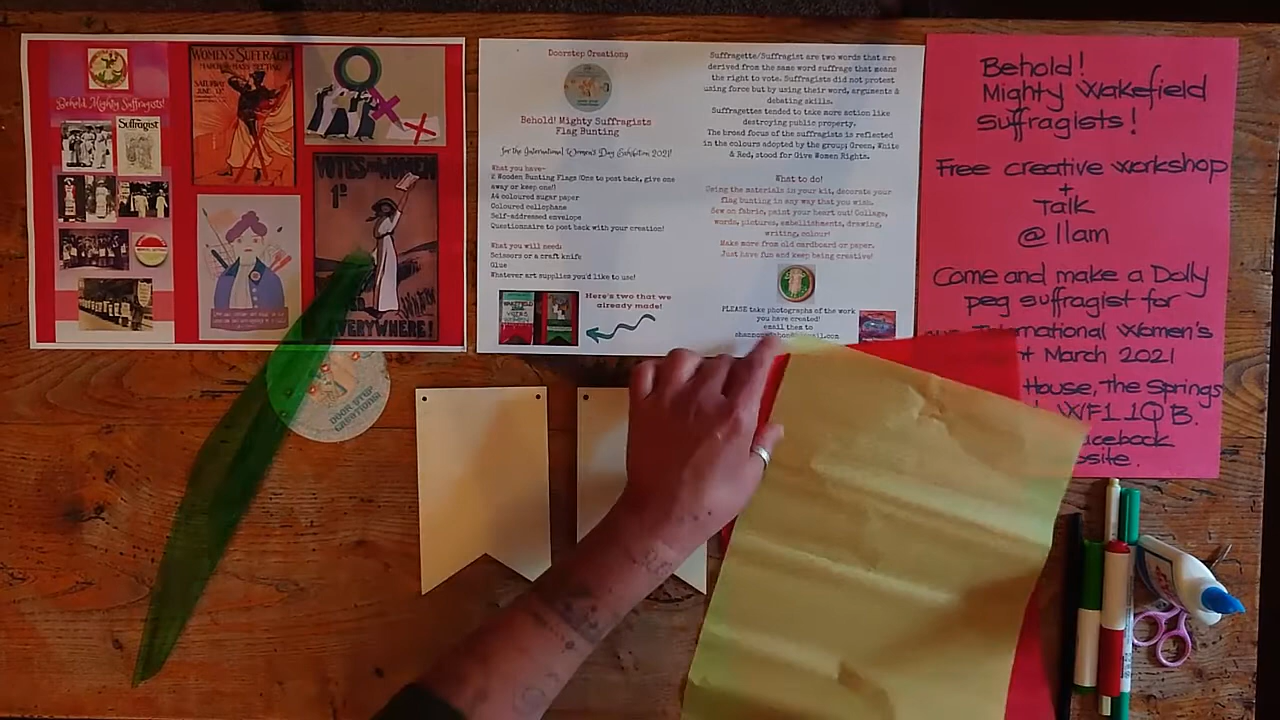 Behold, Mighty Suffragists!
Suffragist
WOMEN'S SUFFRAGE
MARCH & MASS MEETING
SATURDAY
JUNE 13th
VOTES FOR WOMEN
1D
EVERYWHERE!
DOOR STEP
CREATIONS
Doorstep Creations
Behold! Mighty Suffragists
Flag Bunting
for the International Women's Day Exhibition 2021!
What you have-
2 Wooden Bunting Flags (One to post back, give one
away or keep one!)
A4 coloured sugar paper
Coloured cellophane
Self-addressed envelope
Questionnaire to post back with your creation!
What you will need:
Scissors or a craft knife
Glue
Whatever art supplies you'd like to use!
Here's two that we
already made!
Suffragette/Suffragist are two words that are
derived from the same word suffrage that means
the right to vote. Suffragists did not protest
using force but by using their word, arguments &
debating skills.
Suffragettes tended to take more action like
destroying public property.
The broad focus of the suffragists is reflected
in the colours adopted by the group; Green, White
& Red, stood for Give Women Rights.
What to do!
Using the materials in your kit, decorate your
flag bunting in any way that you wish.
Sew on fabric, paint your heart out! Collage,
words, pictures, embellishments, drawing,
writing, colour!
Make more from old cardboard or paper.
Just have fun and keep being creative!
PLEASE take photographs of the work
you have created!
email them to
Behold!
Mighty Wakefield
Suffragists!
Free creative workshop
+
Talk
@ 11am
Come and make a Dolly
peg suffragist for
International Women's
March 2021
House, The Springs
WF1 1QB.